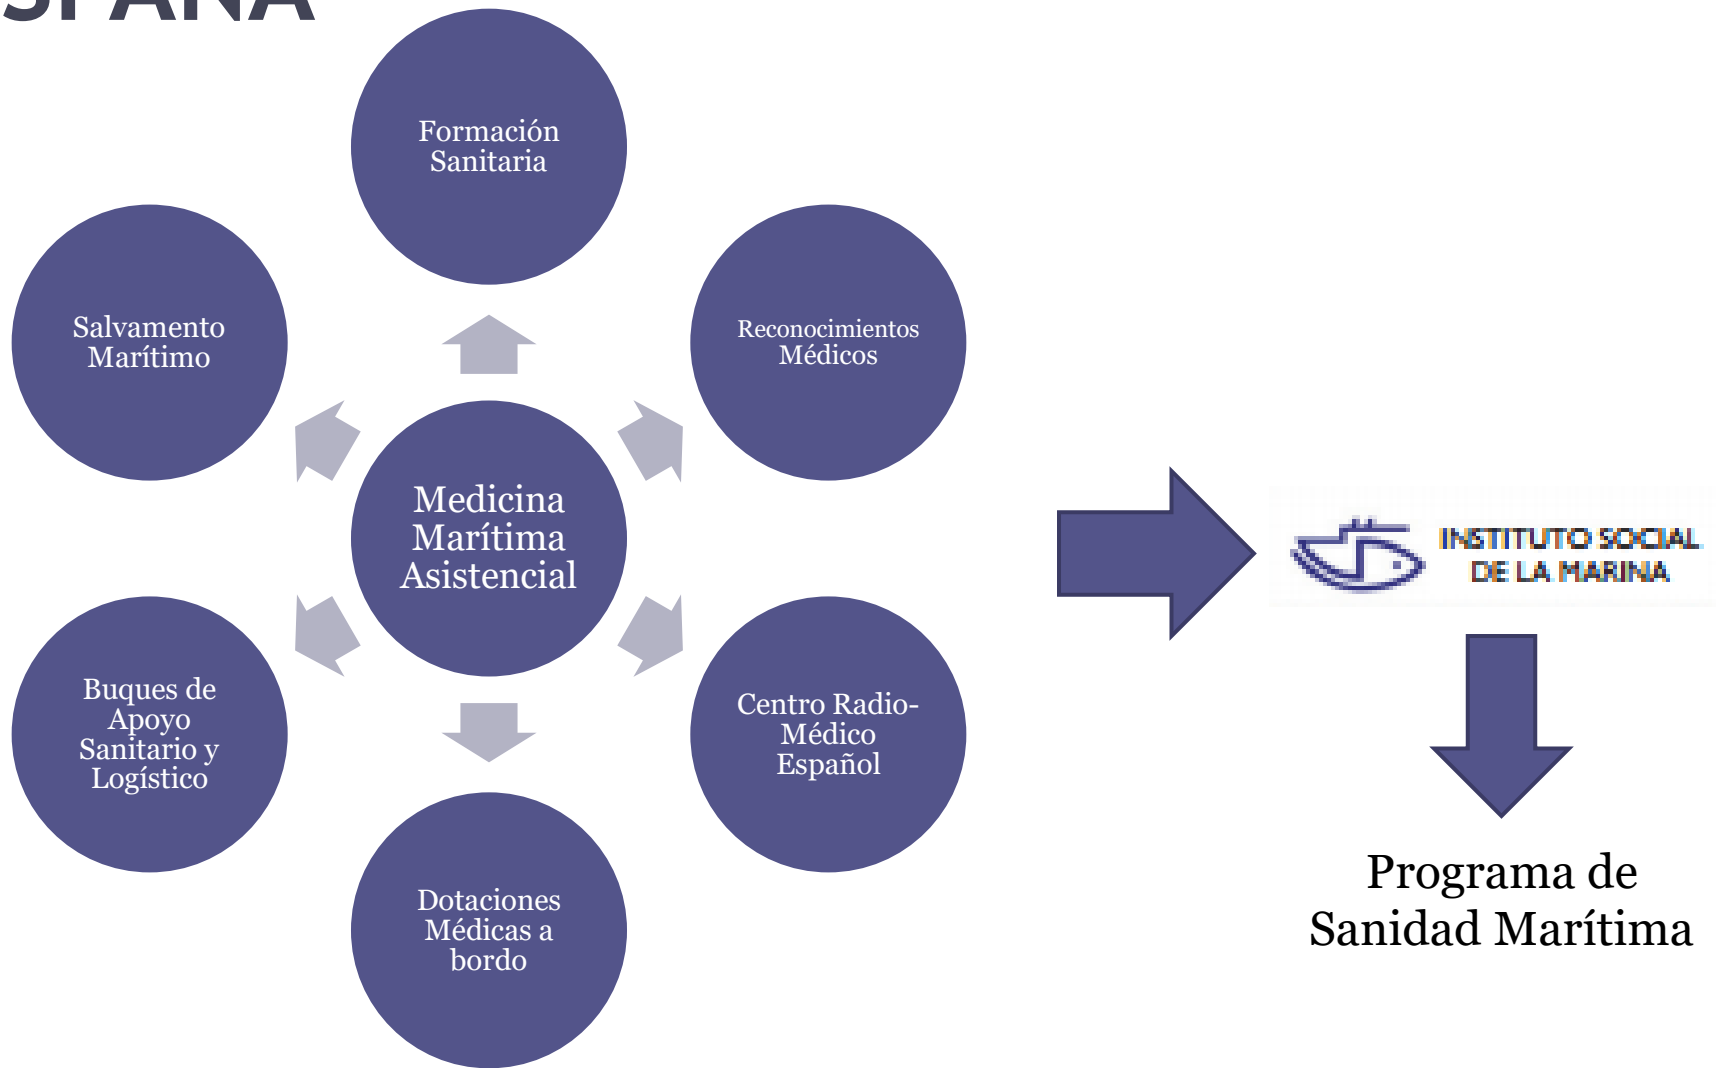 SPAÑA
Formación
Sanitaria
Reconocimientos
Médicos
Centro Radio-
Médico
Español
Dotaciones
Médicas a
bordo
Buques de
Apoyo
Sanitario y
Logístico
Salvamento
Marítimo
Medicina
Marítima
Asistencial
INSTITUTO SOCIAL
DE LA MARINA
Programa de
Sanidad Marítima